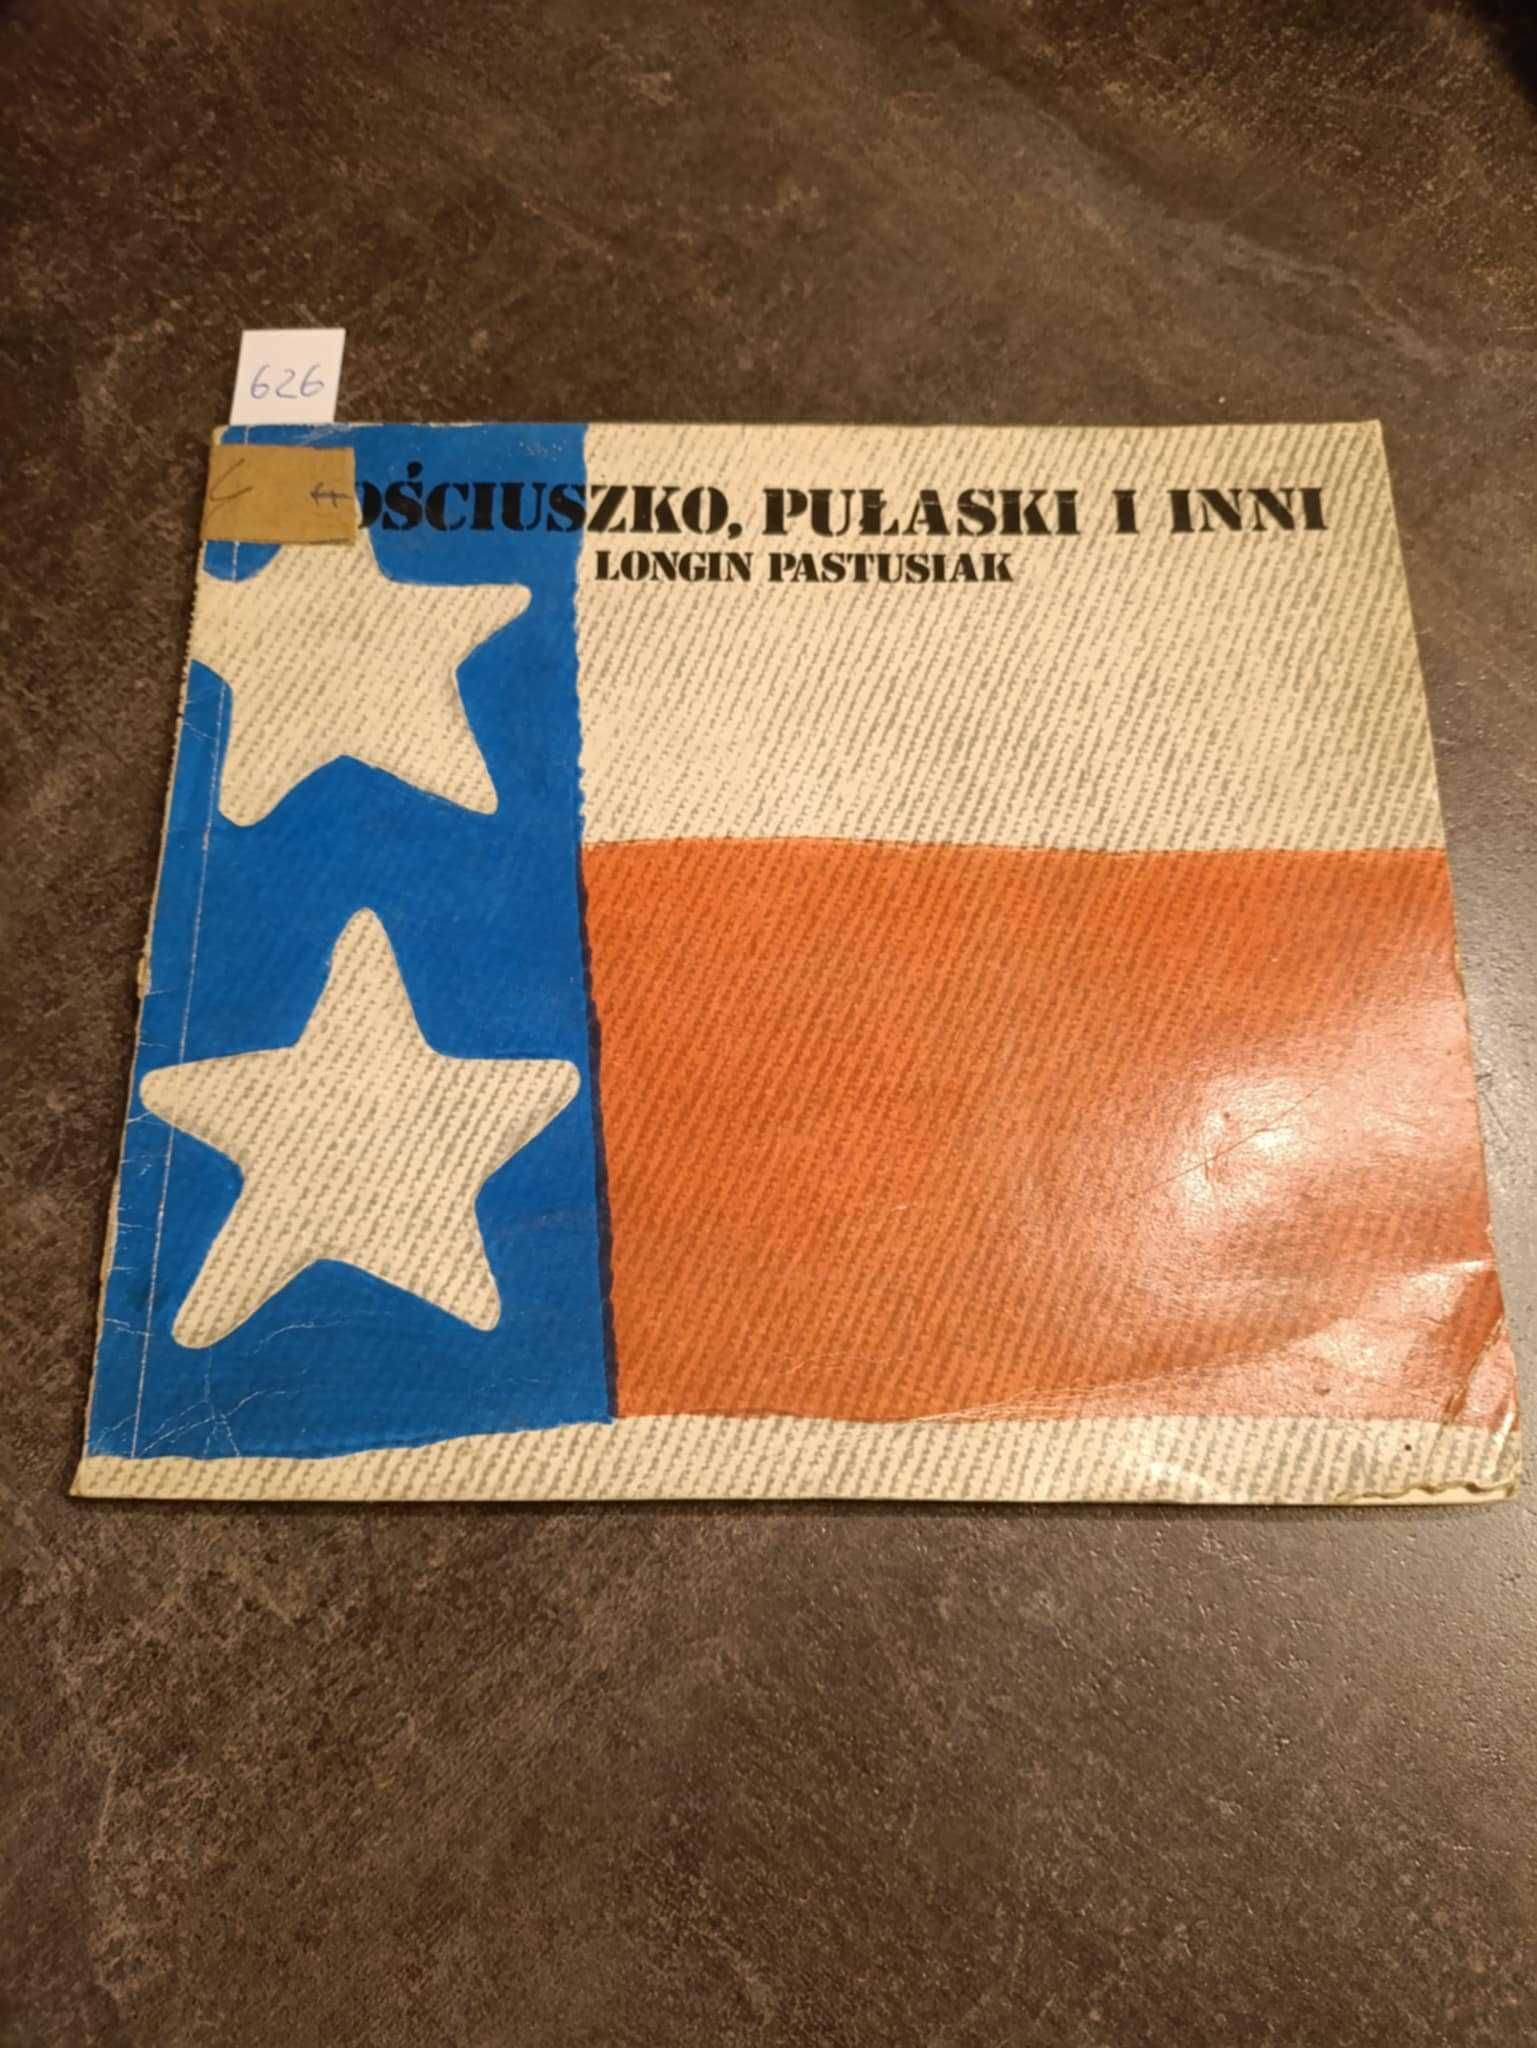 626
OŚCIUSZKO, PUŁASKI I INNI
LONGIN PASTUSIAK